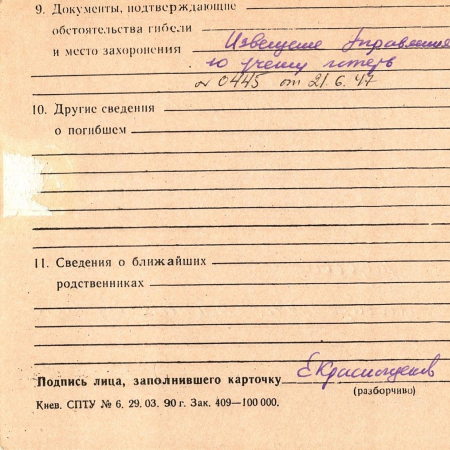 9. Документы, подтверждающие
обстоятельства гибели
и место захоронения Извещение Управления
по учету потерь
№ 0445 от 21.6.47
10. Другие сведения
о погибшем
11. Сведения о ближайших
родственниках
Подпись лица, заполнившего карточку
(разборчиво)
Киев. СПТУ № 6. 29. 03. 90 г. Зак. 409—100 000.